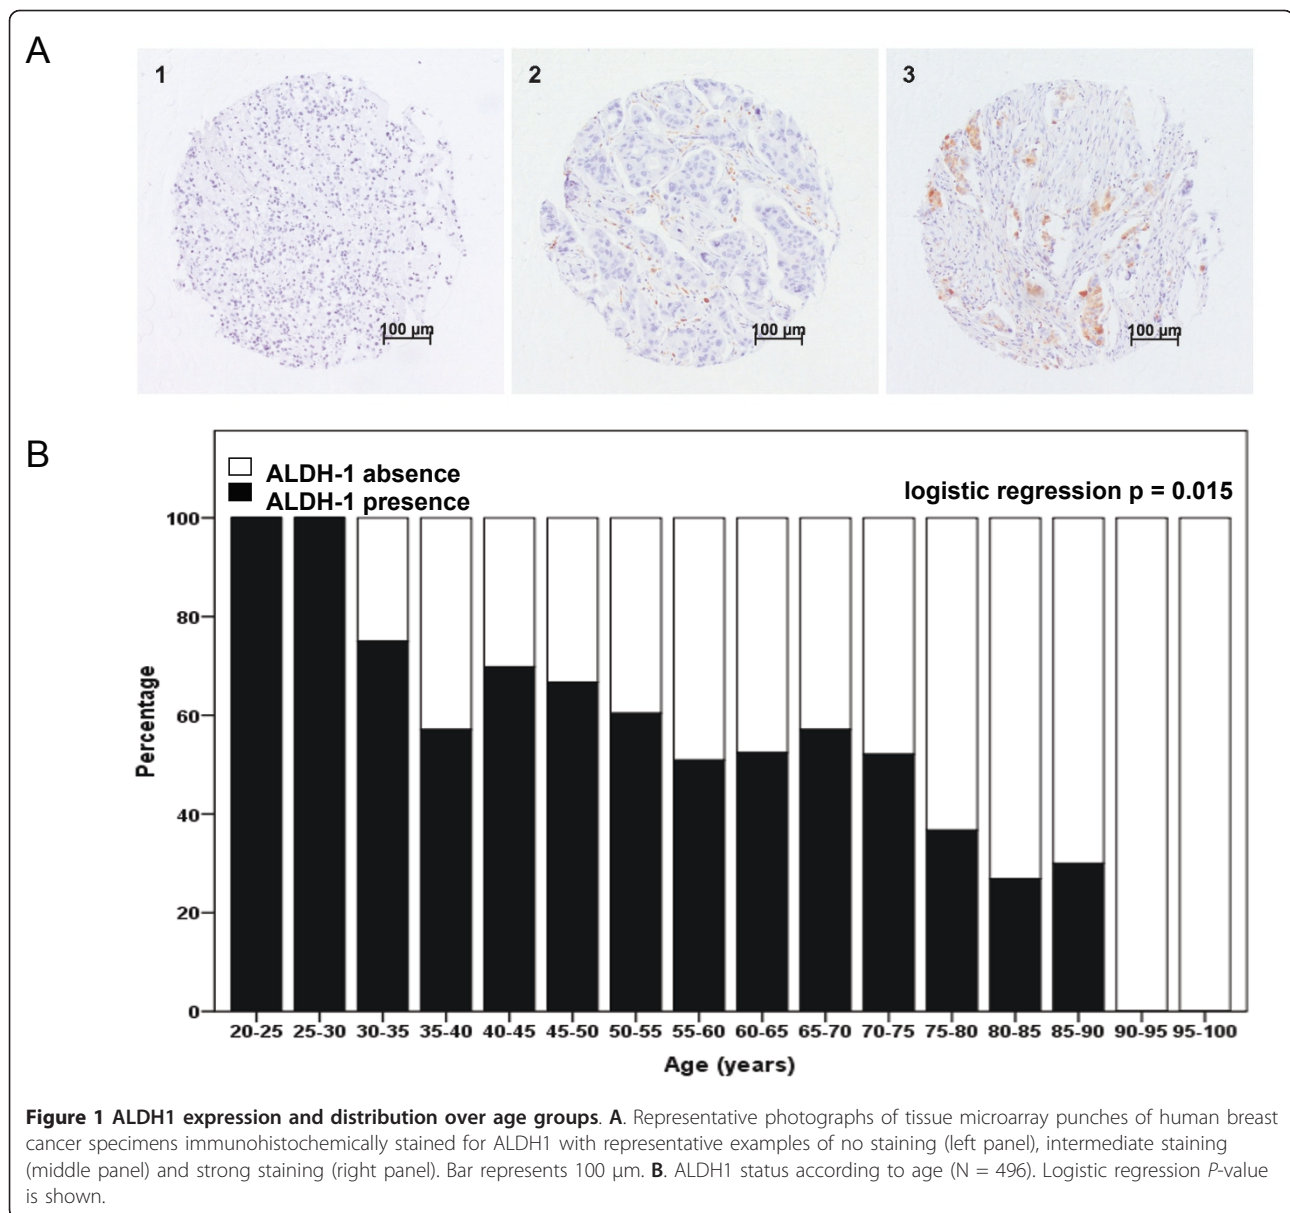 A
1
2
3
100 µm
100 µm
100 µm
B
ALDH-1 absence
ALDH-1 presence
logistic regression p = 0.015
100
80
60
40
20
0
Percentage
20-25 25-30 30-35 35-40 40-45 45-50 50-55 55-60 60-65 65-70 70-75 75-80 80-85 85-90 90-95 95-100
Age (years)
Figure 1 ALDH1 expression and distribution over age groups. A. Representative photographs of tissue microarray punches of human breast
cancer specimens immunohistochemically stained for ALDH1 with representative examples of no staining (left panel), intermediate staining
(middle panel) and strong staining (right panel). Bar represents 100 μm. B. ALDH1 status according to age (N = 496). Logistic regression P-value
is shown.